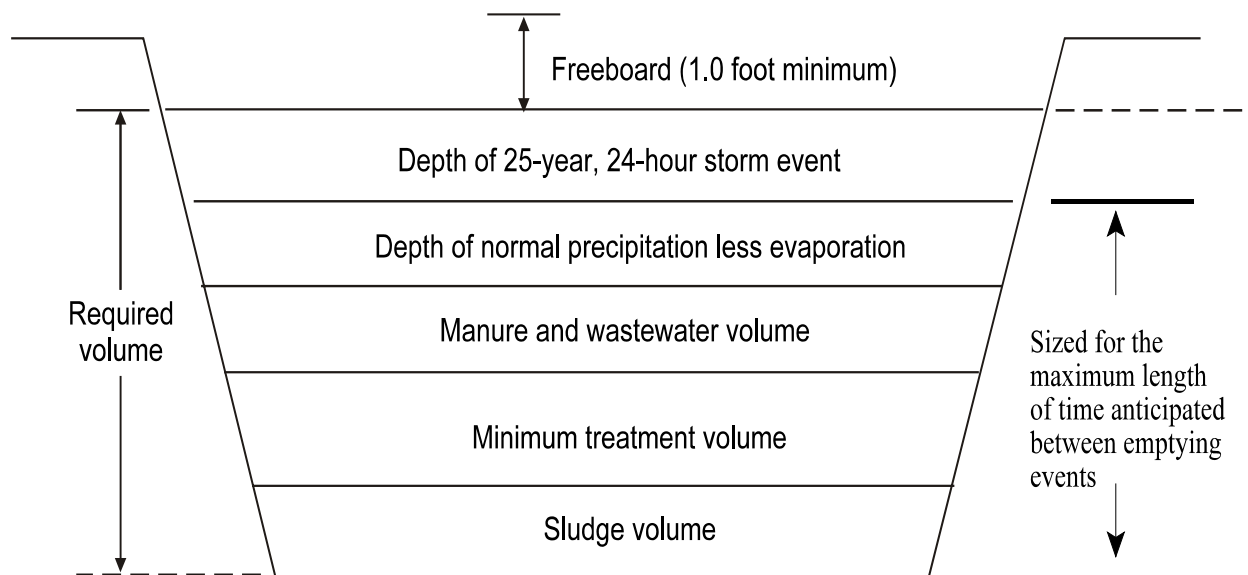 Freeboard (1.0 foot minimum)
Depth of 25-year, 24-hour storm event
Depth of normal precipitation less evaporation
Required
volume
Manure and wastewater volume
Sized for the
maximum length
of time anticipated
between emptying
events
Minimum treatment volume
Sludge volume